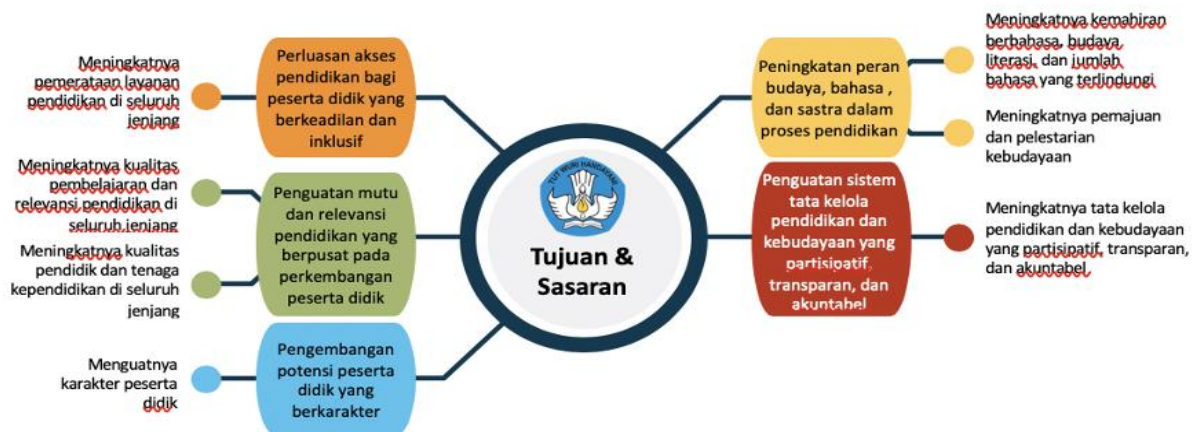 Meningkatnya
pemerataan layanan
pendidikan di seluruh
jenjang
Perluasan akses
pendidikan bagi
peserta didik yang
berkeadilan dan
inklusif
Meningkatnya kualitas
pembelajaran dan
relevansi pendidikan di
seluruh jenjang
Meningkatnya kualitas
pendidik dan tenaga
kependidikan di seluruh
jenjang
Penguatan mutu
dan relevansi
pendidikan yang
berpusat pada
perkembangan
peserta didik
Menguatnya
karakter peserta
didik
Pengembangan
potensi peserta
didik yang
berkarakter
TUT WURI HANDAYANI
Tujuan &
Sasaran
Peningkatan peran
budaya, bahasa ,
dan sastra dalam
proses pendidikan
Meningkatnya kemahiran
berbahasa, budaya
literasi, dan jumlah
bahasa yang terlindungi
Meningkatnya pemajuan
dan pelestarian
kebudayaan
Penguatan sistem
tata kelola
pendidikan dan
kebudayaan yang
partisipatif,
transparan, dan
akuntabel
Meningkatnya tata kelola
pendidikan dan kebudayaan
yang partisipatif, transparan,
dan akuntabel,